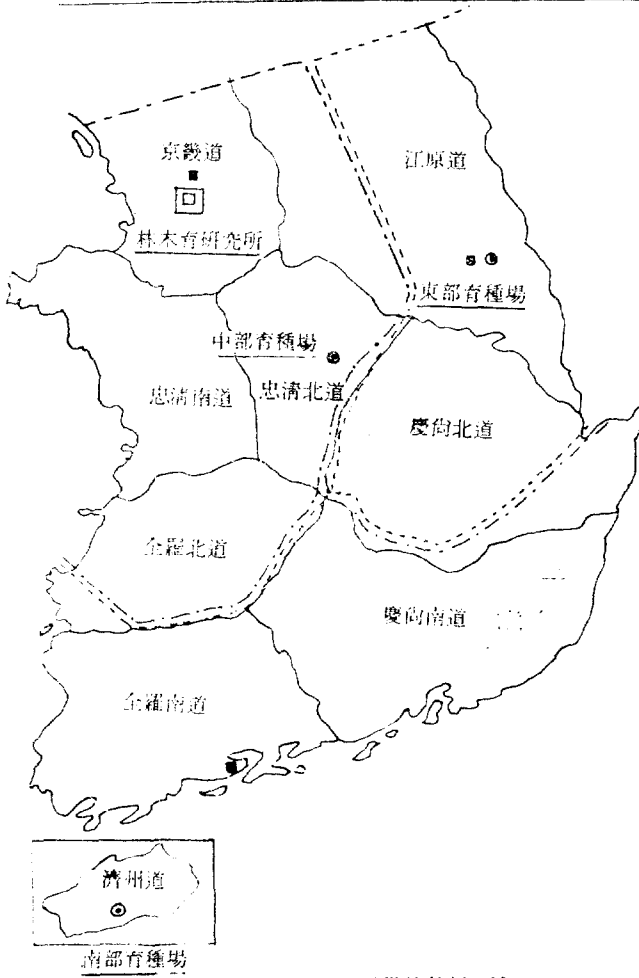 京畿道
江原道
林木育研究所
東部育種場
中部育種場
忠淸南道
忠淸北道
慶尙北道
全羅北道
慶尙南道
全羅南道
濟州道
南部育種場